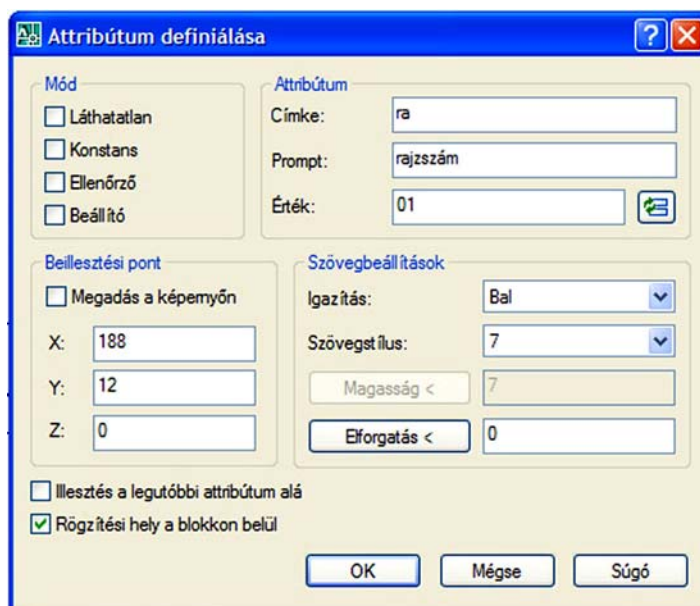 Attribútum definiálása
Mód
Láthatatlan
Konstans
Ellenőrző
Beállító
Attribútum
Címke: ra
Prompt: rajzszám
Érték: 01
Beillesztési pont
Megadás a képernyőn
X: 188
Y: 12
Z: 0
Szövegbeállítások
Igazítás: Bal
Szövegstílus: 7
Magasság < 7
Elforgatás < 0
Illesztés a legutóbbi attribútum alá
Rögzítési hely a blokkon belül
OK Mégse Súgó